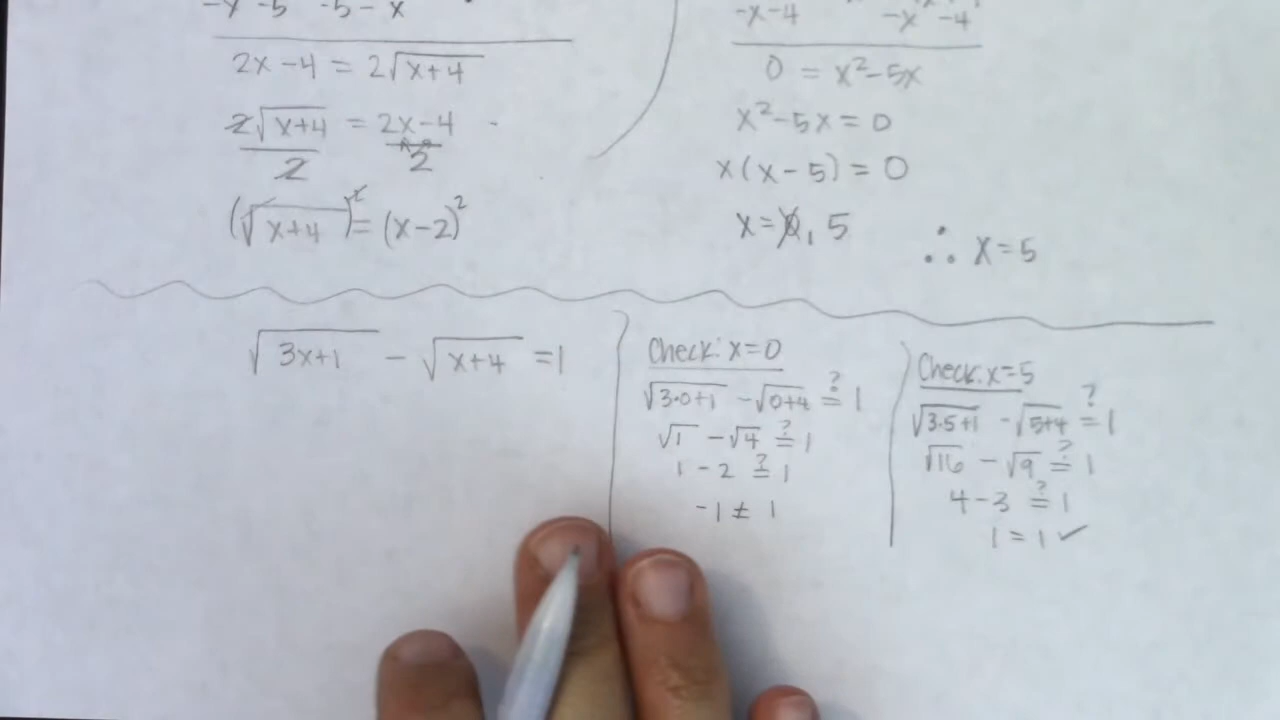 -x -5 -5 - x
2x - 4 = 2√(x+4)
2√(x+4) = 2x - 4
2 2
(√(x+4))² = (x-2)²
-x-4 -x -4
0 = x² - 5x
x² - 5x = 0
x(x - 5) = 0
x = 0, 5
∴ x = 5
√(3x+1) - √(x+4) = 1
Check: x=0
√(3·0+1) - √(0+4) ≟ 1
√1 - √4 ≟ 1
1 - 2 ≟ 1
-1 ≠ 1
Check: x=5
√(3·5+1) - √(5+4) ≟ 1
√16 - √9 ≟ 1
4 - 3 ≟ 1
1 = 1 ✓